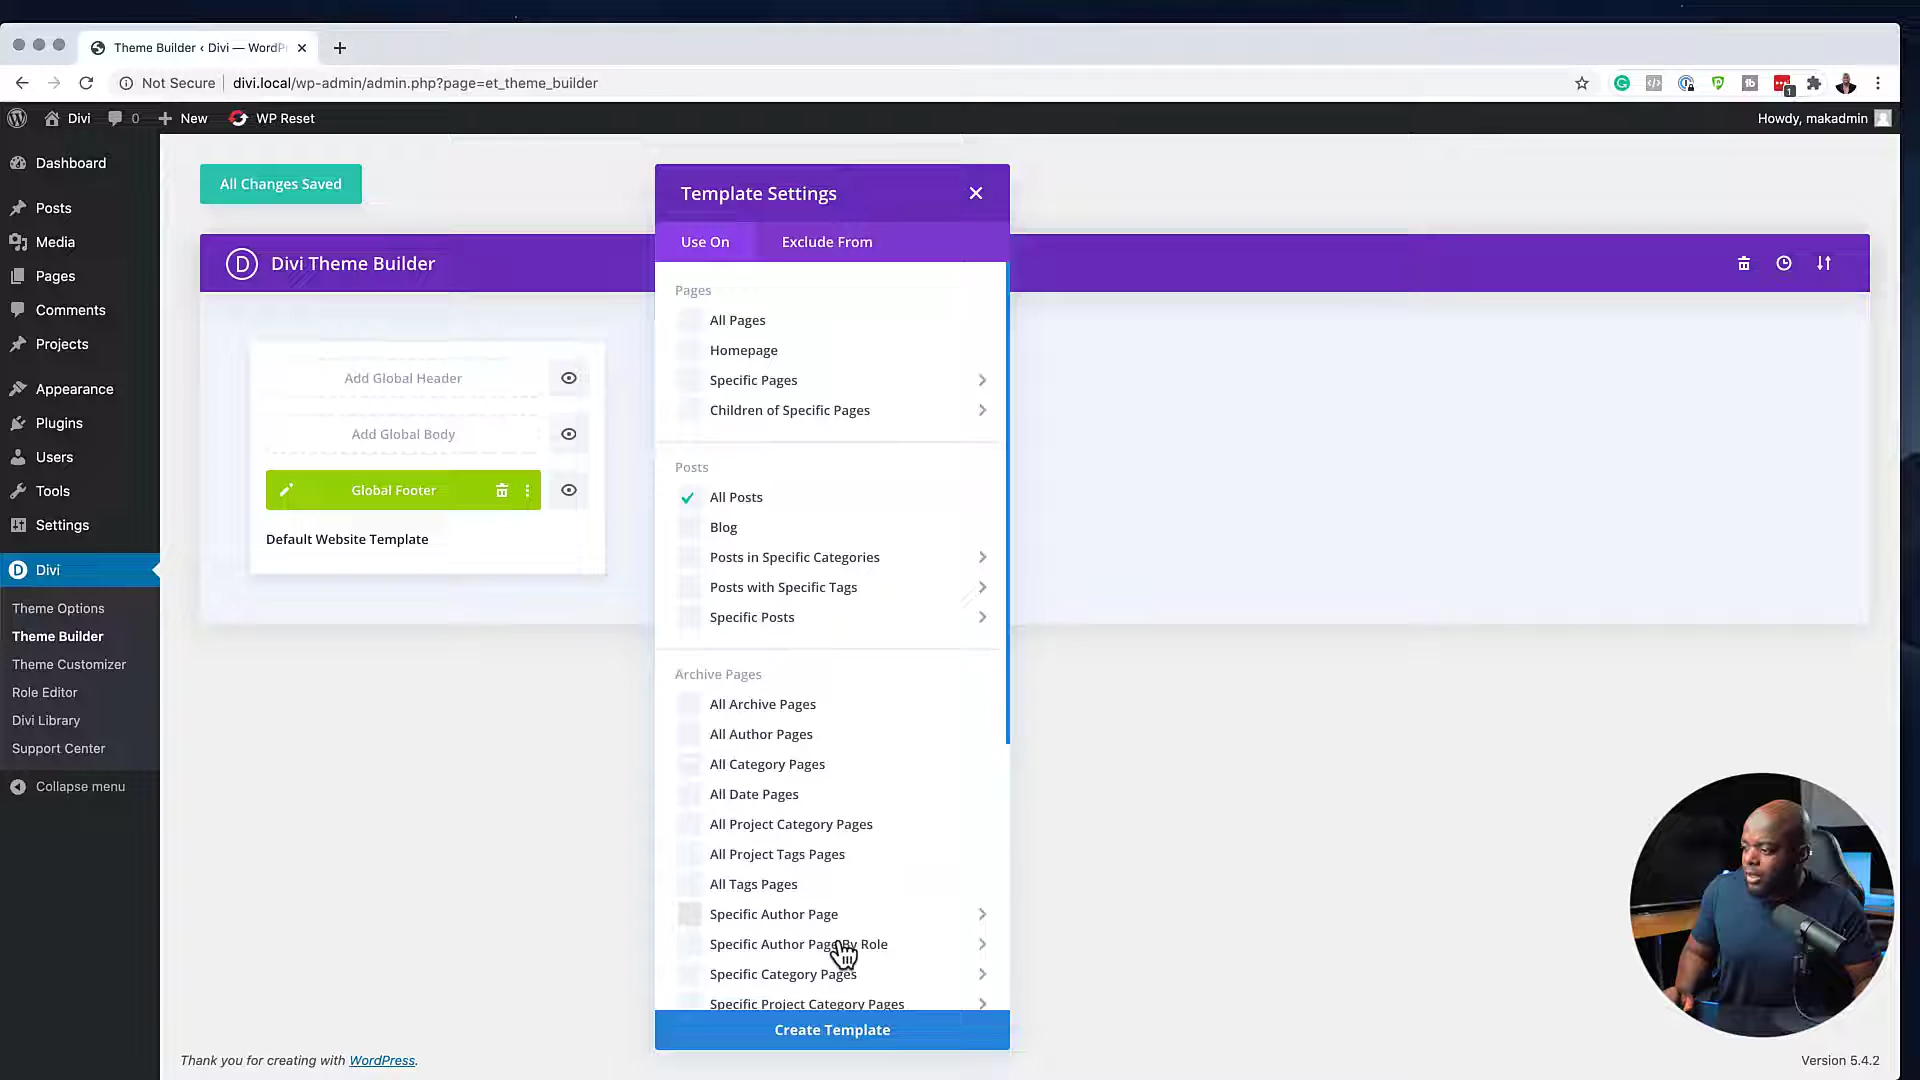 Theme Builder ‹ Divi — WordP
Not Secure
divi.local/wp-admin/admin.php?page=et_theme_builder
1
Divi
0
New
WP Reset
Howdy, makadmin
Dashboard
Posts
Media
Pages
Comments
Projects
Appearance
Plugins
Users
Tools
Settings
Divi
Theme Options
Theme Builder
Theme Customizer
Role Editor
Divi Library
Support Center
Collapse menu
All Changes Saved
Divi Theme Builder
Add Global Header
Add Global Body
Global Footer
Default Website Template
Template Settings
Use On
Exclude From
Pages
All Pages
Homepage
Specific Pages
Children of Specific Pages
Posts
All Posts
Blog
Posts in Specific Categories
Posts with Specific Tags
Specific Posts
Archive Pages
All Archive Pages
All Author Pages
All Category Pages
All Date Pages
All Project Category Pages
All Project Tags Pages
All Tags Pages
Specific Author Page
Specific Author Page By Role
Specific Category Pages
Specific Project Category Pages
Create Template
Thank you for creating with WordPress.
Version 5.4.2